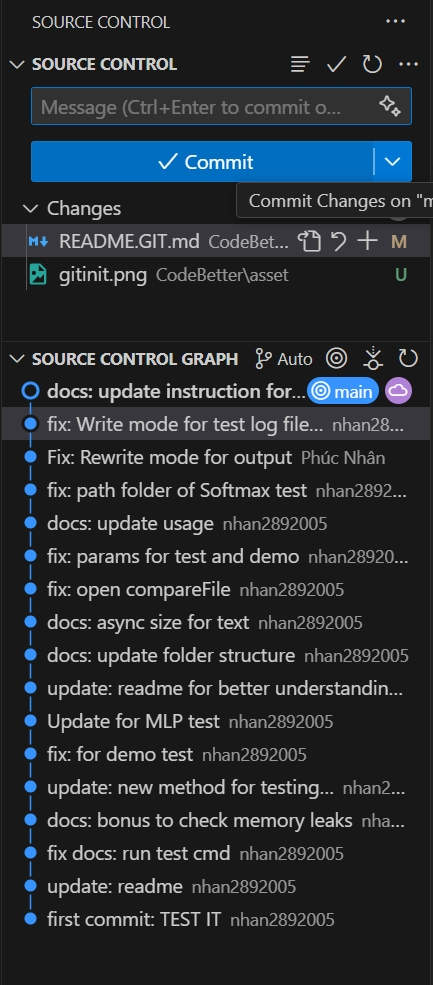 SOURCE CONTROL
SOURCE CONTROL
Message (Ctrl+Enter to commit o...
Commit
Commit Changes on "m
Changes
README.GIT.md CodeBet... M
gitinit.png CodeBetter\asset U
SOURCE CONTROL GRAPH Auto
docs: update instruction for... main
fix: Write mode for test log file... nhan28...
Fix: Rewrite mode for output Phúc Nhân
fix: path folder of Softmax test nhan2892...
docs: update usage nhan2892005
fix: params for test and demo nhan28920...
fix: open compareFile nhan2892005
docs: async size for text nhan2892005
docs: update folder structure nhan2892005
update: readme for better understandin...
Update for MLP test nhan2892005
fix: for demo test nhan2892005
update: new method for testing... nhan2...
docs: bonus to check memory leaks nha...
fix docs: run test cmd nhan2892005
update: readme nhan2892005
first commit: TEST IT nhan2892005